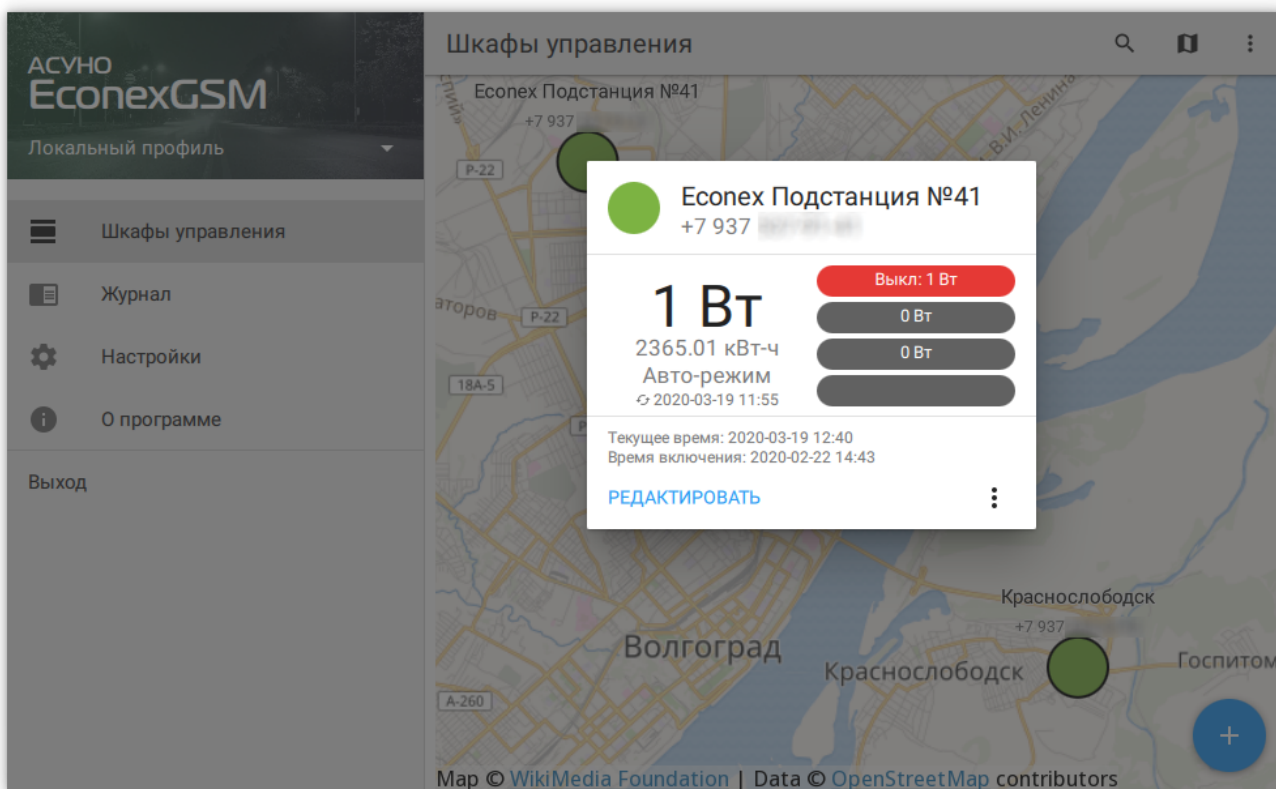 АСУНО
EconexGSM
Локальный профиль
Шкафы управления
Журнал
Настройки
О программе
Выход
Шкафы управления
Econex Подстанция №41
+7 937
Р-22
В.И. Ленина
Р-22
18А-5
Econex Подстанция №41
+7 937
1 Вт
2365.01 кВт-ч
Авто-режим
2020-03-19 11:55
Выкл: 1 Вт
0 Вт
0 Вт
Текущее время: 2020-03-19 12:40
Время включения: 2020-02-22 14:43
РЕДАКТИРОВАТЬ
Краснослободск
+7 937
Волгоград
Краснослободск
Госпитом
А-260
Map © WikiMedia Foundation | Data © OpenStreetMap contributors